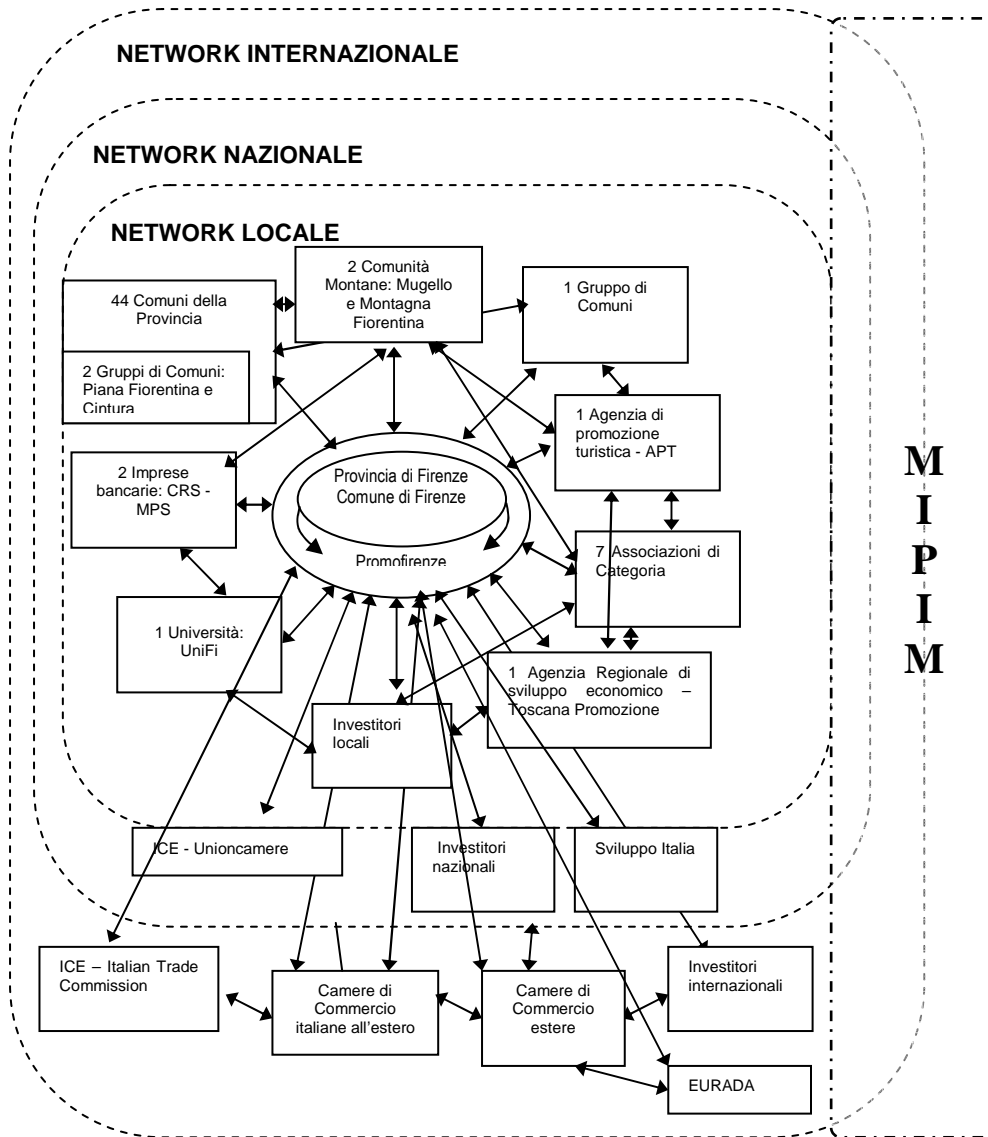 NETWORK INTERNAZIONALE
NETWORK NAZIONALE
NETWORK LOCALE
44 Comuni della
Provincia
2 Gruppi di Comuni:
Piana Fiorentina e
Cintura
2 Comunità
Montane: Mugello
e Montagna
Fiorentina
1 Gruppo di
Comuni
1 Agenzia di
promozione
turistica - APT
2 Imprese
bancarie: CRS -
MPS
Provincia di Firenze
Comune di Firenze
Promofirenze
7 Associazioni di
Categoria
1 Università:
UniFi
1 Agenzia Regionale di
sviluppo economico –
Toscana Promozione
Investitori
locali
ICE - Unioncamere
Investitori
nazionali
Sviluppo Italia
ICE – Italian Trade
Commission
Camere di
Commercio
italiane all'estero
Camere di
Commercio
estere
Investitori
internazionali
EURADA
M
I
P
I
M